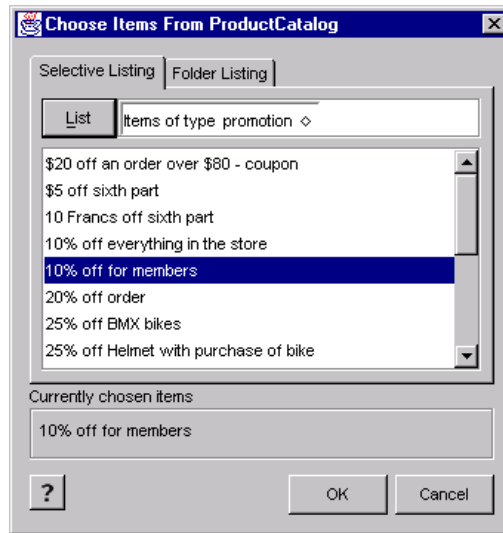 Choose Items From ProductCatalog
Selective Listing Folder Listing
List Items of type promotion
$20 off an order over $80 - coupon
$5 off sixth part
10 Francs off sixth part
10% off everything in the store
10% off for members
20% off order
25% off BMX bikes
25% off Helmet with purchase of bike
Currently chosen items
10% off for members
? OK Cancel